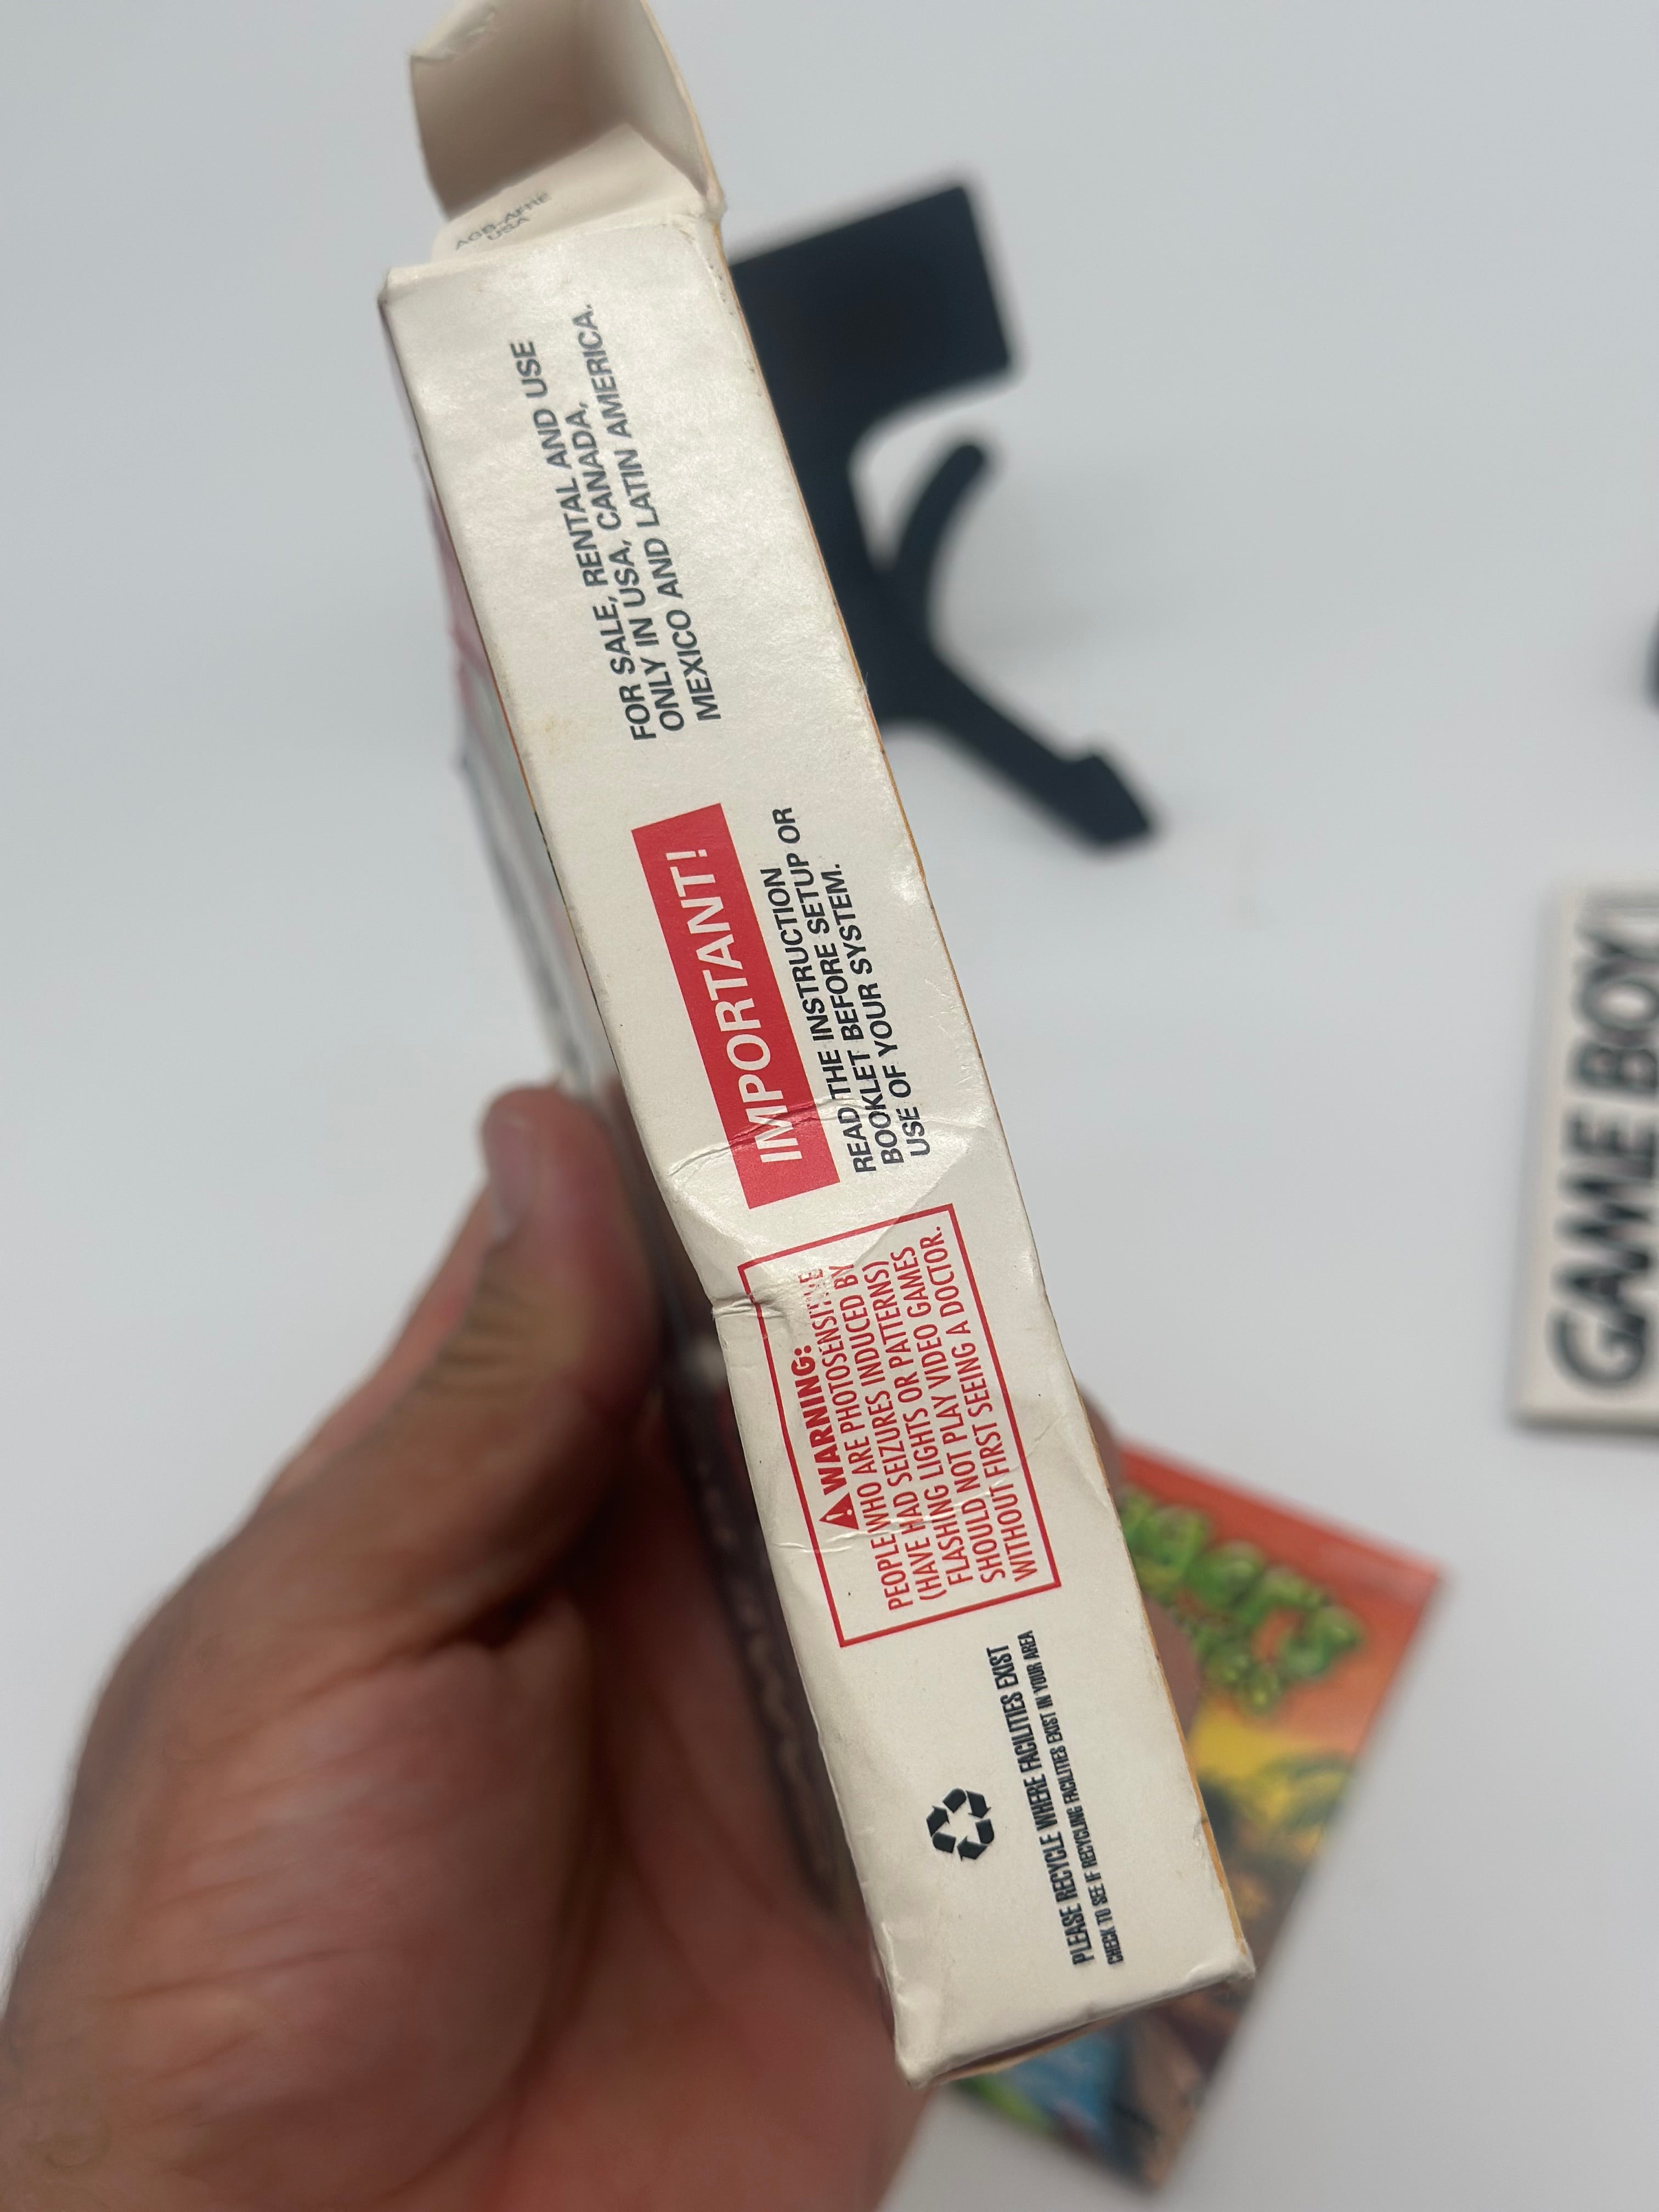 USA
FOR SALE, RENTAL AND USE
ONLY IN USA, CANADA,
MEXICO AND LATIN AMERICA.
IMPORTANT!
READ THE INSTRUCTION
BOOKLET BEFORE SETUP OR
USE OF YOUR SYSTEM.
WARNING:
PEOPLE WHO ARE PHOTOSENSITIVE
(HAVE HAD SEIZURES INDUCED BY
FLASHING LIGHTS OR PATTERNS)
SHOULD NOT PLAY VIDEO GAMES
WITHOUT FIRST SEEING A DOCTOR.
PLEASE RECYCLE WHERE FACILITIES EXIST
CHECK TO SEE IF RECYCLING FACILITIES EXIST IN YOUR AREA
GAME BOY